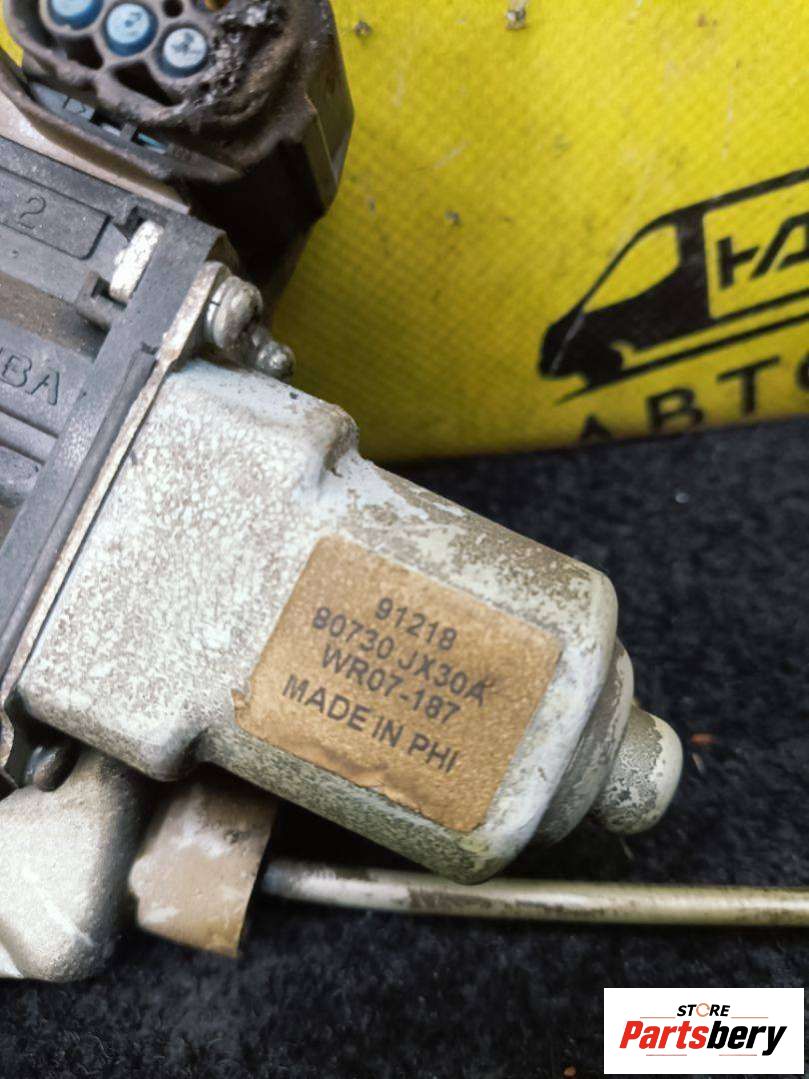 2
BA
АВТО
91218
80730 JX30A
WR07-187
MADE IN PHI
STORE
Partsbery